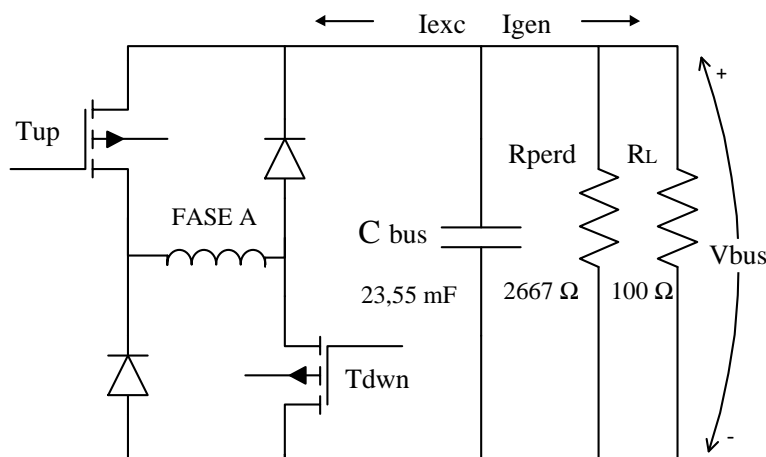 Iexc Igen
+
Tup
Rperd
RL
FASE A
C bus
Vbus
23,55 mF
2667 Ω
100 Ω
Tdwn
-